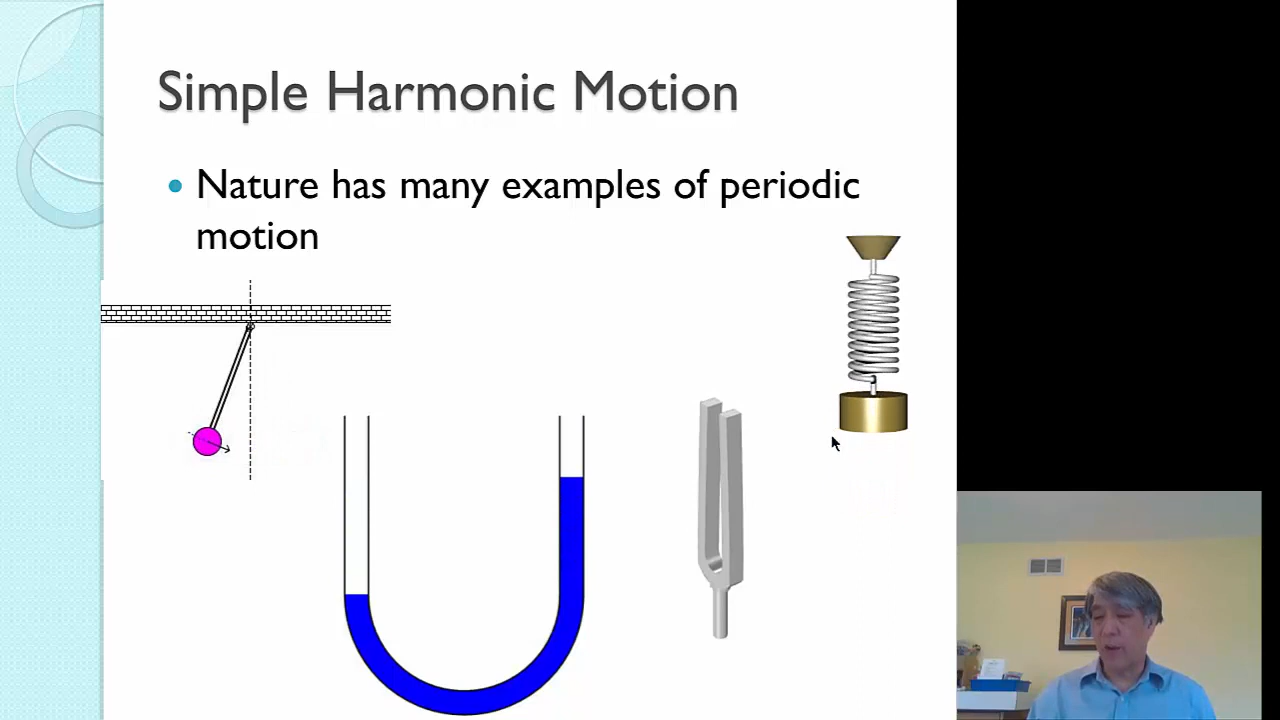 Simple Harmonic Motion
Nature has many examples of periodic
motion